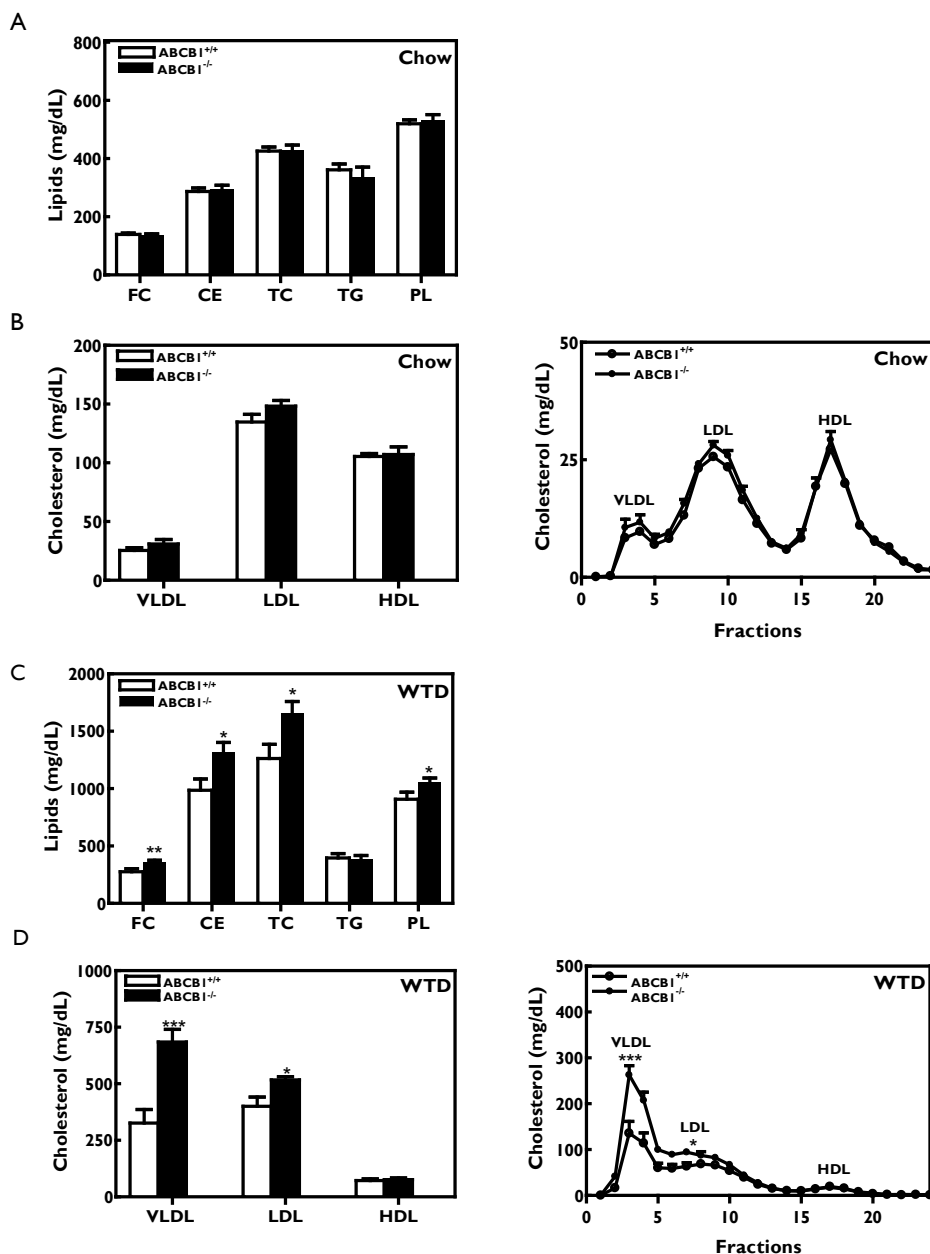 A
800
600
400
200
0
Lipids (mg/dL)
ABCB1+/+
ABCB1-/-
Chow
FC CE TC TG PL
B
200
150
100
50
0
Cholesterol (mg/dL)
ABCB1+/+
ABCB1-/-
Chow
VLDL LDL HDL
50
25
0
Cholesterol (mg/dL)
ABCB1+/+
ABCB1-/-
Chow
VLDL
LDL
HDL
0 5 10 15 20
Fractions
C
2000
1500
1000
500
0
Lipids (mg/dL)
ABCB1+/+
ABCB1-/-
WTD
**
*
*
*
FC CE TC TG PL
D
1000
750
500
250
0
Cholesterol (mg/dL)
ABCB1+/+
ABCB1-/-
WTD
***
*
VLDL LDL HDL
500
400
300
200
100
0
Cholesterol (mg/dL)
ABCB1+/+
ABCB1-/-
WTD
VLDL
***
LDL
*
HDL
0 5 10 15 20
Fractions